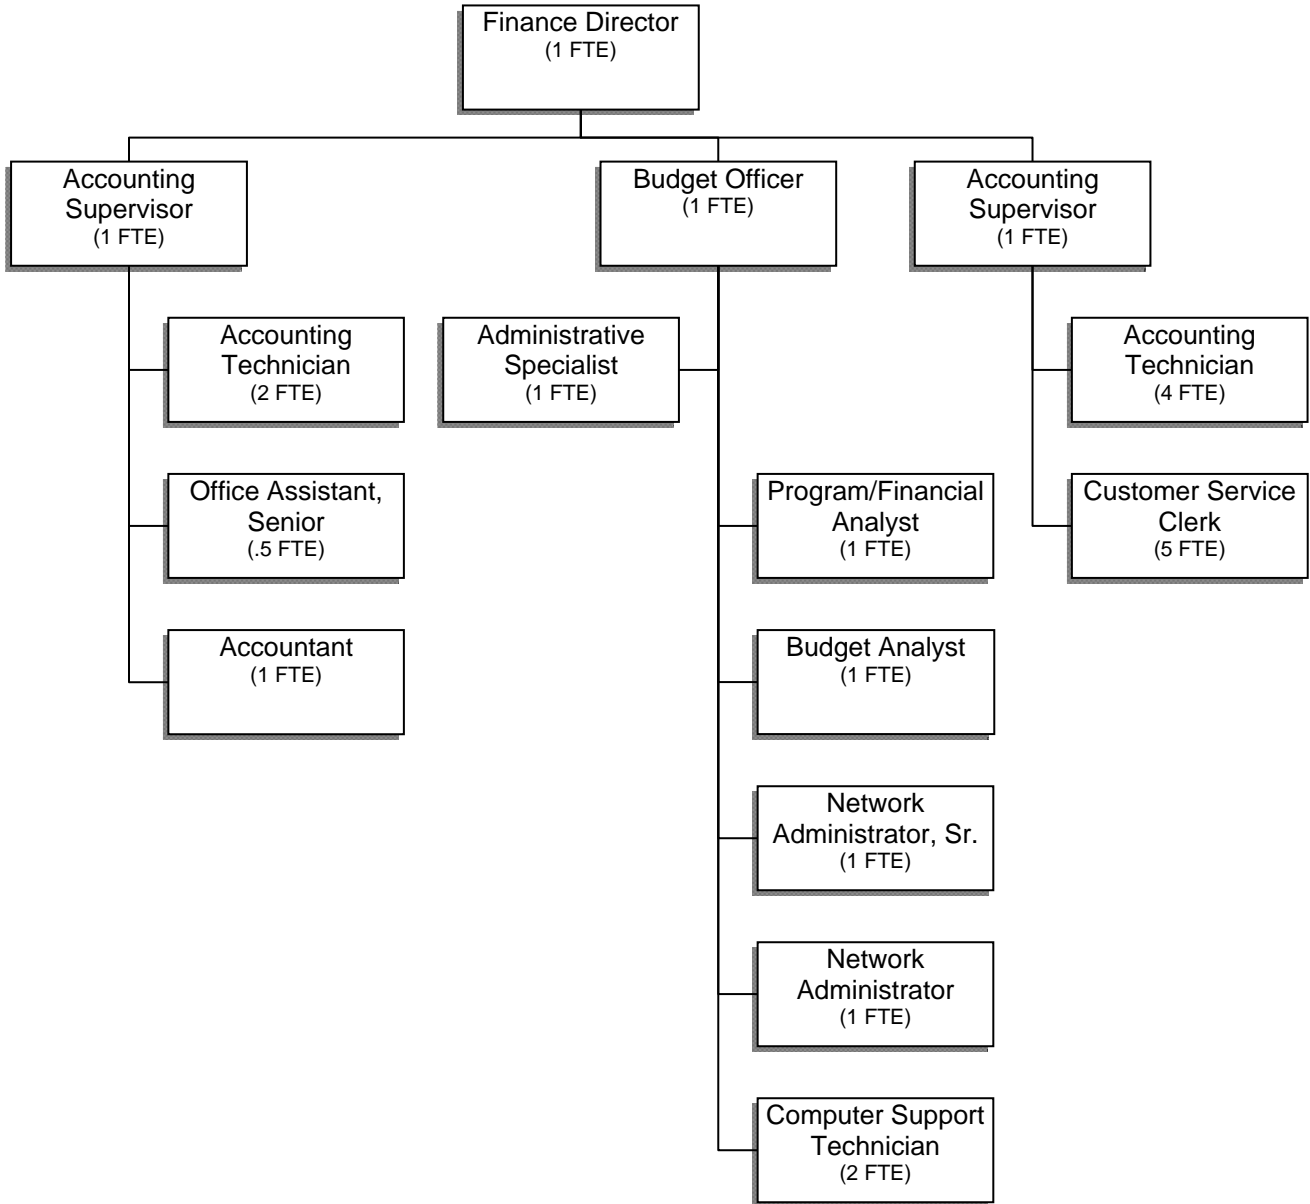 Finance Director
(1 FTE)
Accounting
Supervisor
(1 FTE)
Budget Officer
(1 FTE)
Accounting
Supervisor
(1 FTE)
Accounting
Technician
(2 FTE)
Administrative
Specialist
(1 FTE)
Accounting
Technician
(4 FTE)
Office Assistant,
Senior
(.5 FTE)
Program/Financial
Analyst
(1 FTE)
Customer Service
Clerk
(5 FTE)
Accountant
(1 FTE)
Budget Analyst
(1 FTE)
Network
Administrator, Sr.
(1 FTE)
Network
Administrator
(1 FTE)
Computer Support
Technician
(2 FTE)